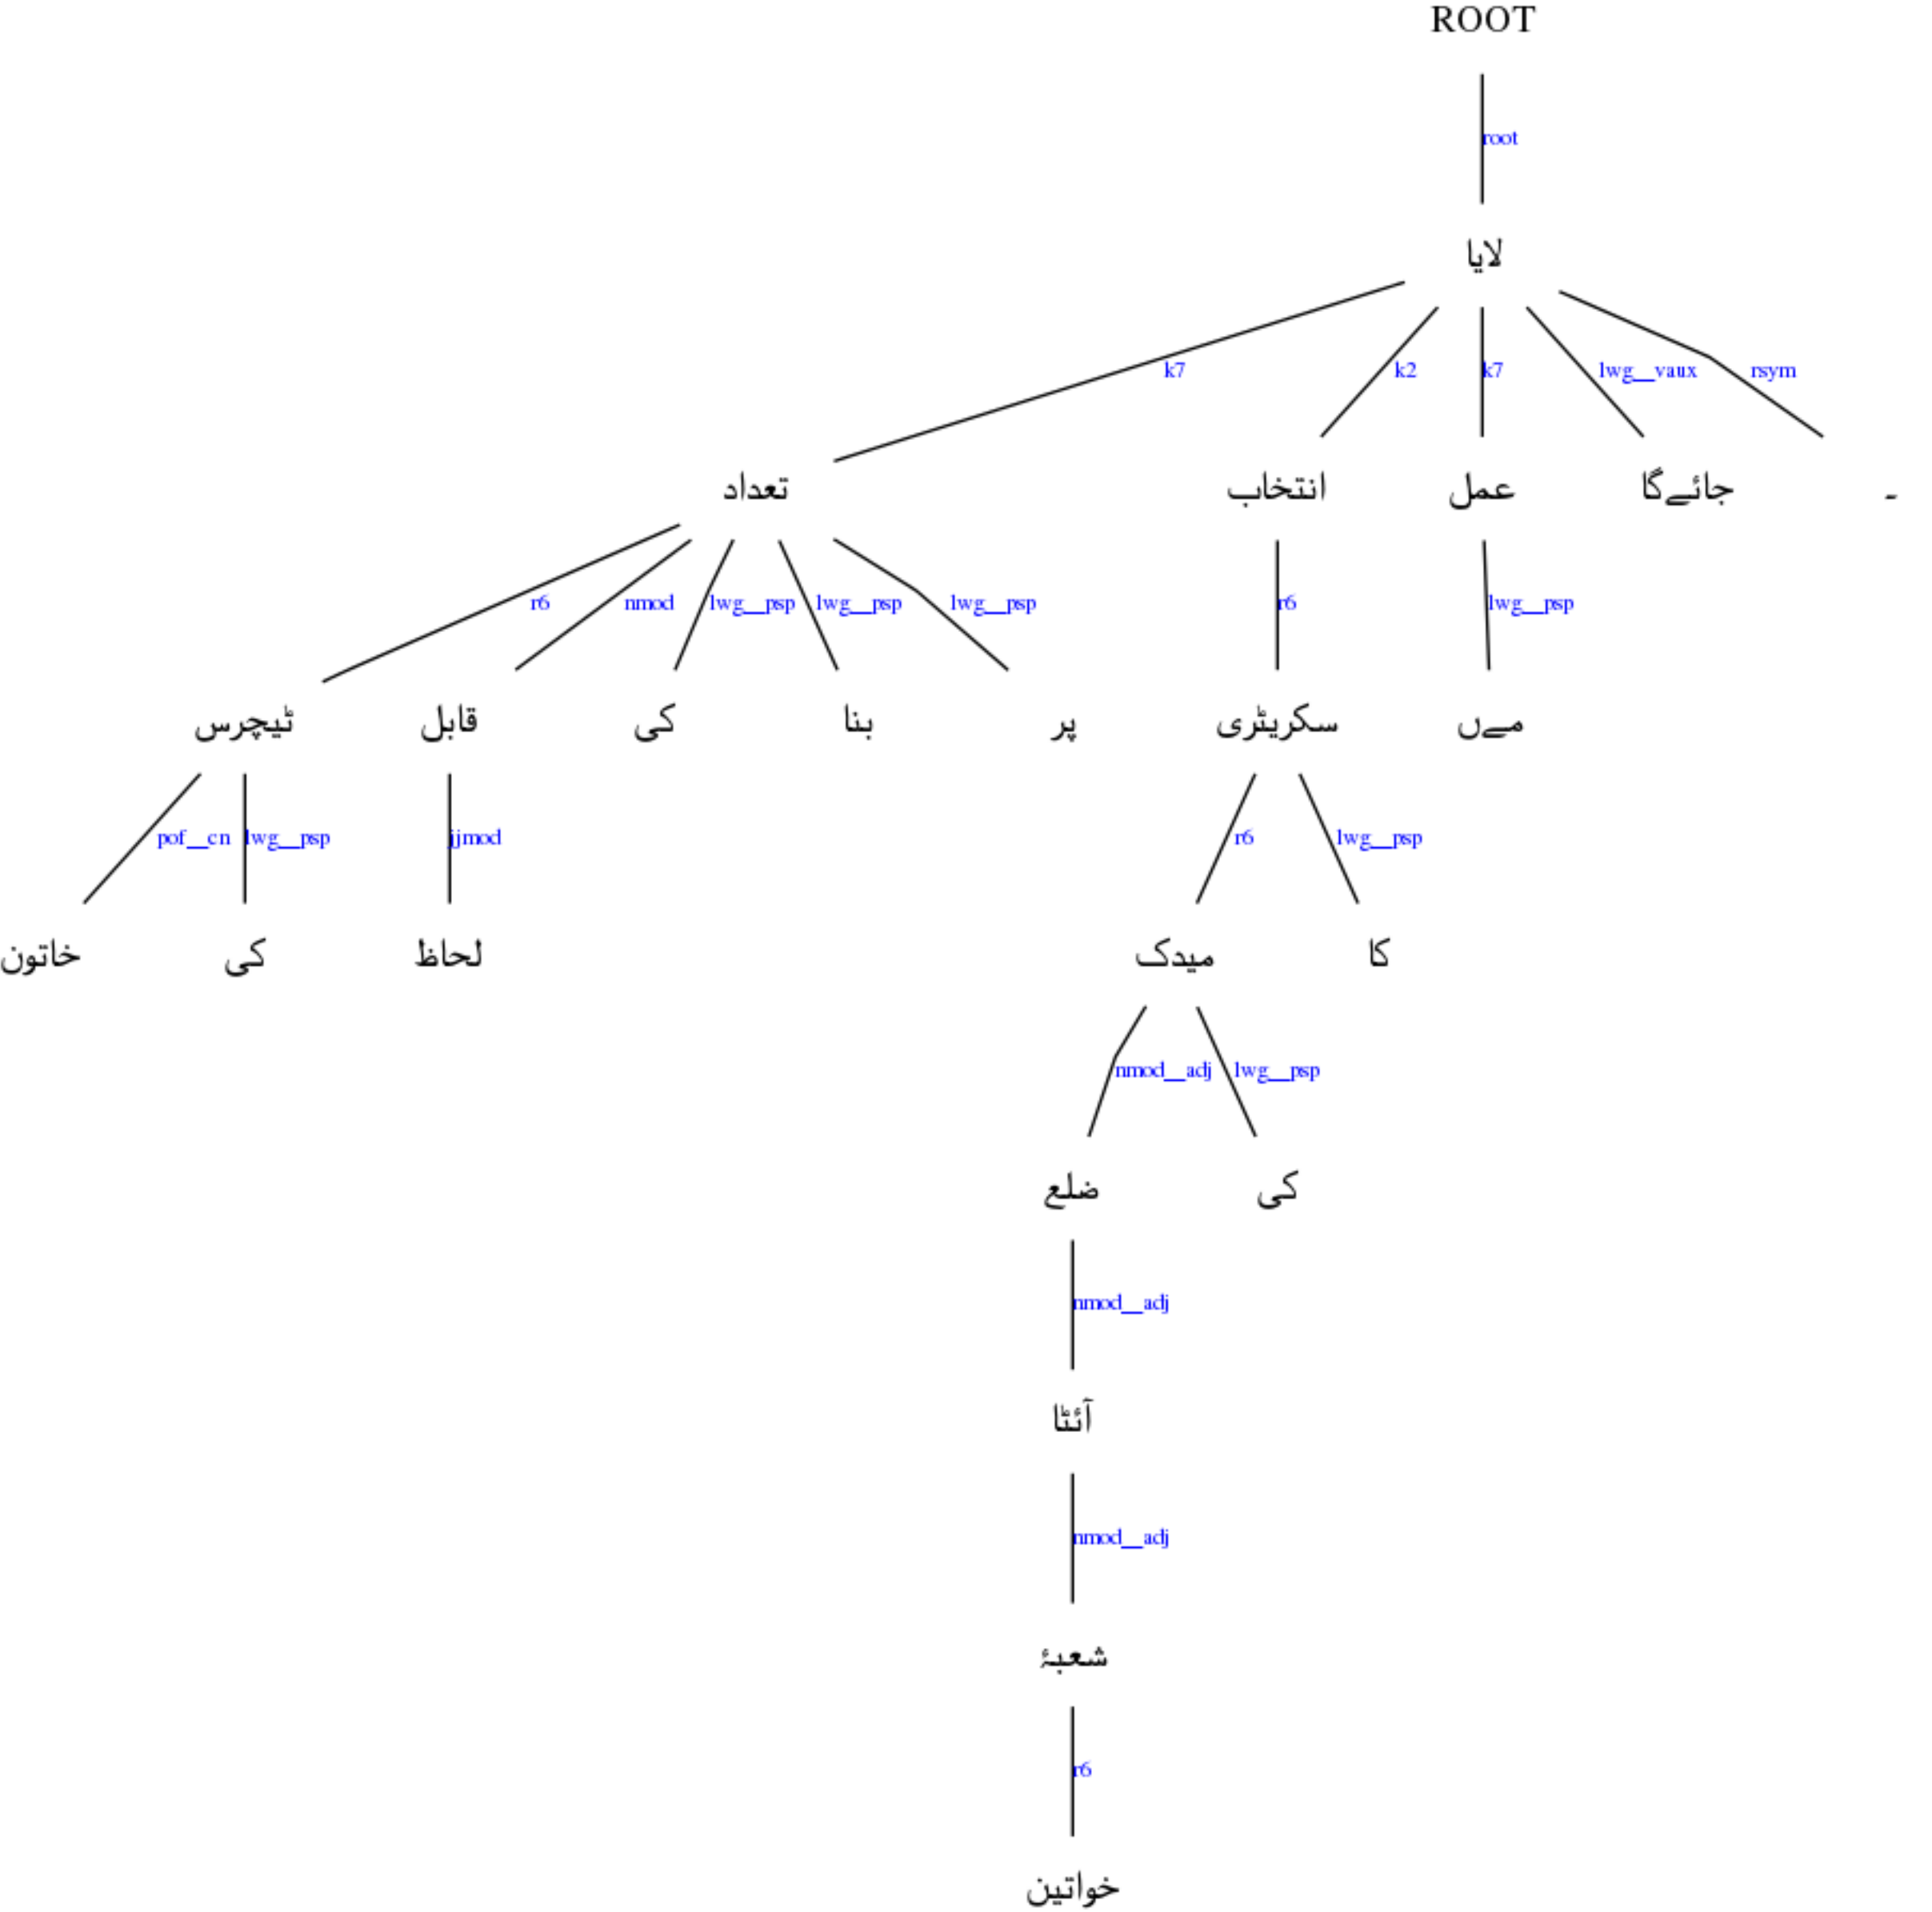 ROOT
root
لایا
k7 k2 k7 lwg__vaux rsym
تعداد انتخاب عمل جائےگا ۔
r6 nmod lwg__psp lwg__psp lwg__psp r6 lwg__psp
ٹیچرس قابل کی بنا پر سکریٹری مےں
pof__cn lwg__psp jjmod r6 lwg__psp
خاتون کی لحاظ میدک کا
nmod__adj lwg__psp
ضلع کی
nmod__adj
آئٹا
nmod__adj
شعبۂ
r6
خواتین